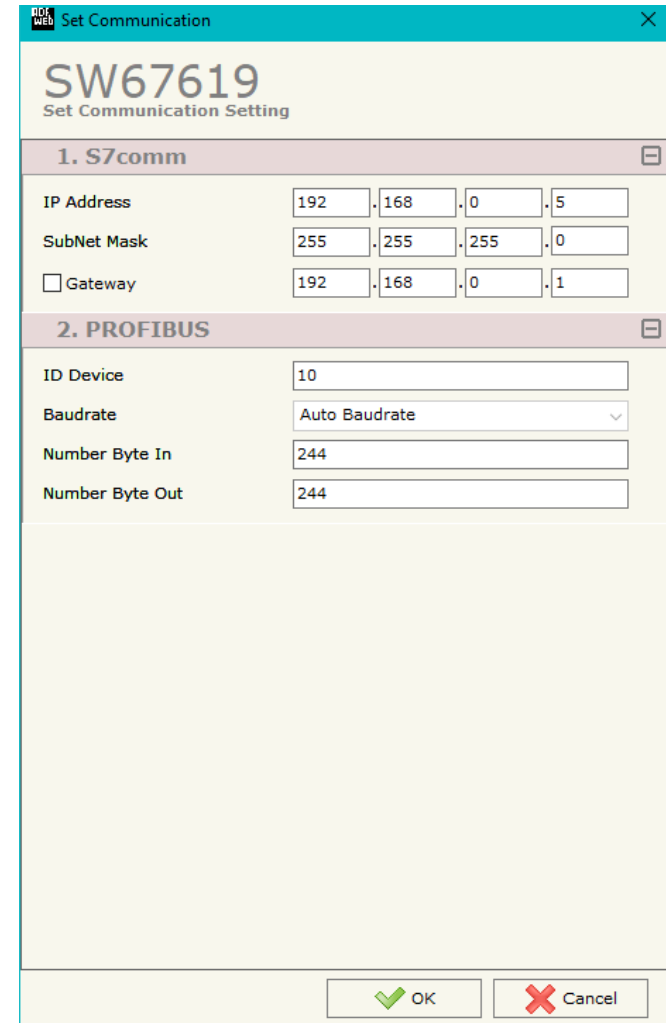 ADF WEB Set Communication
SW67619
Set Communication Setting
1. S7comm
IP Address 192 . 168 . 0 . 5
SubNet Mask 255 . 255 . 255 . 0
Gateway 192 . 168 . 0 . 1
2. PROFIBUS
ID Device 10
Baudrate Auto Baudrate
Number Byte In 244
Number Byte Out 244
OK Cancel